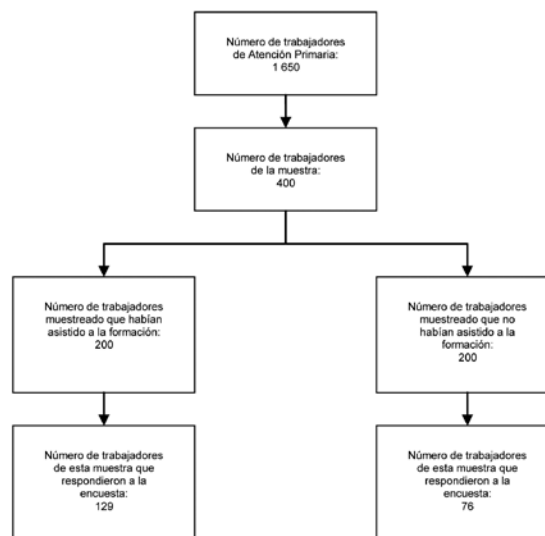 Número de trabajadores
de Atención Primaria:
1 650
Número de trabajadores
de la muestra:
400
Número de trabajadores
muestreado que habían
asistido a la formación:
200
Número de trabajadores
muestreado que no
habían asistido a la
formación:
200
Número de trabajadores
de esta muestra que
respondieron a la
encuesta:
129
Número de trabajadores
de esta muestra que
respondieron a la
encuesta:
76